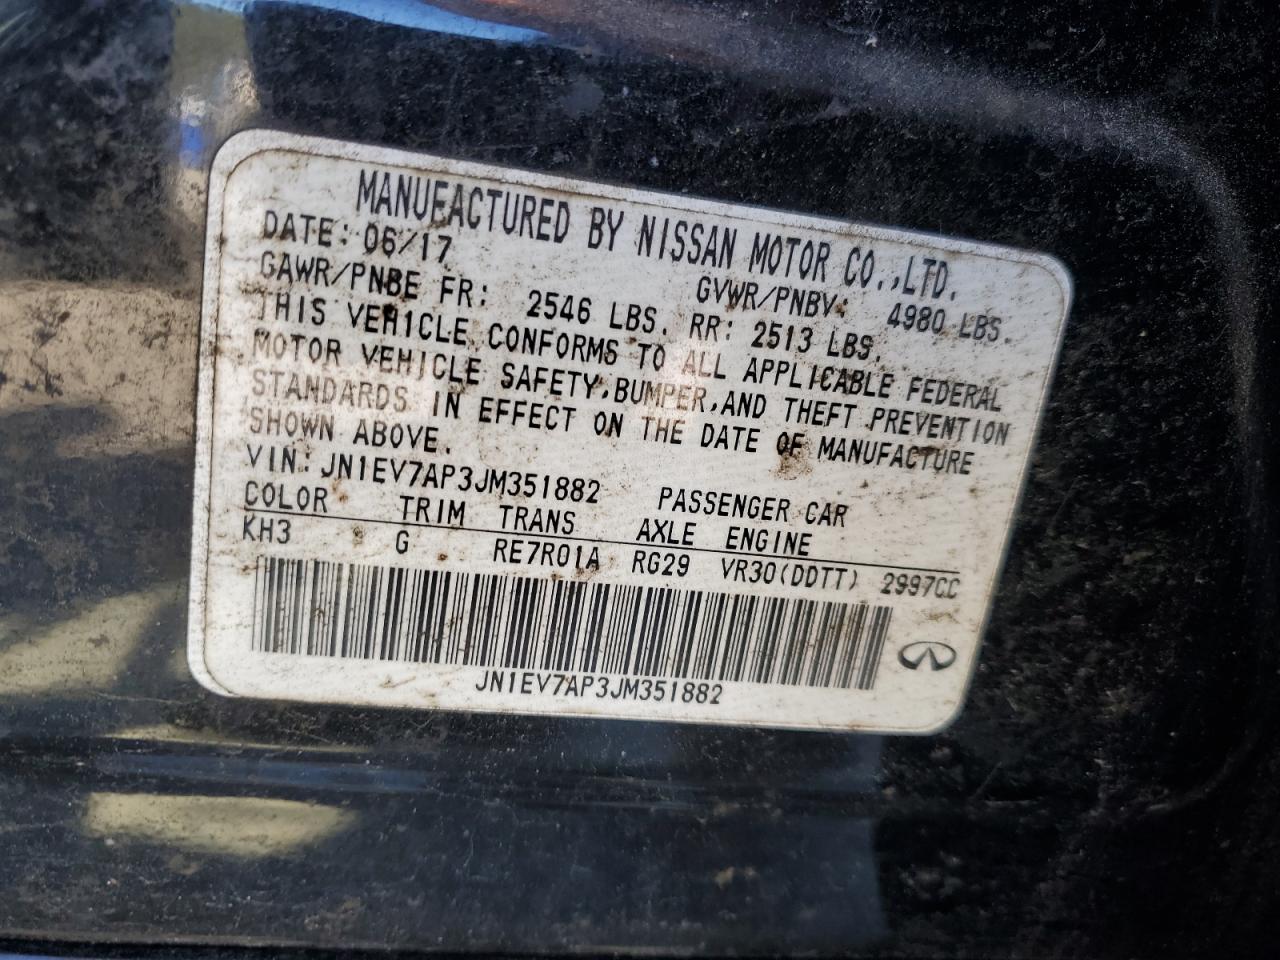 MANUFACTURED BY NISSAN MOTOR CO.,LTD.
DATE: 06/17 GVWR/PNBV: 4980 LBS.
GAWR/PNBE FR: 2546 LBS. RR: 2513 LBS.
THIS VEHICLE CONFORMS TO ALL APPLICABLE FEDERAL
MOTOR VEHICLE SAFETY,BUMPER,AND THEFT PREVENTION
STANDARDS IN EFFECT ON THE DATE OF MANUFACTURE
SHOWN ABOVE.
VIN: JN1EV7AP3JM351882 PASSENGER CAR
COLOR TRIM TRANS AXLE ENGINE
KH3 G RE7R01A RG29 VR30(DDTT) 2997CC
JN1EV7AP3JM351882